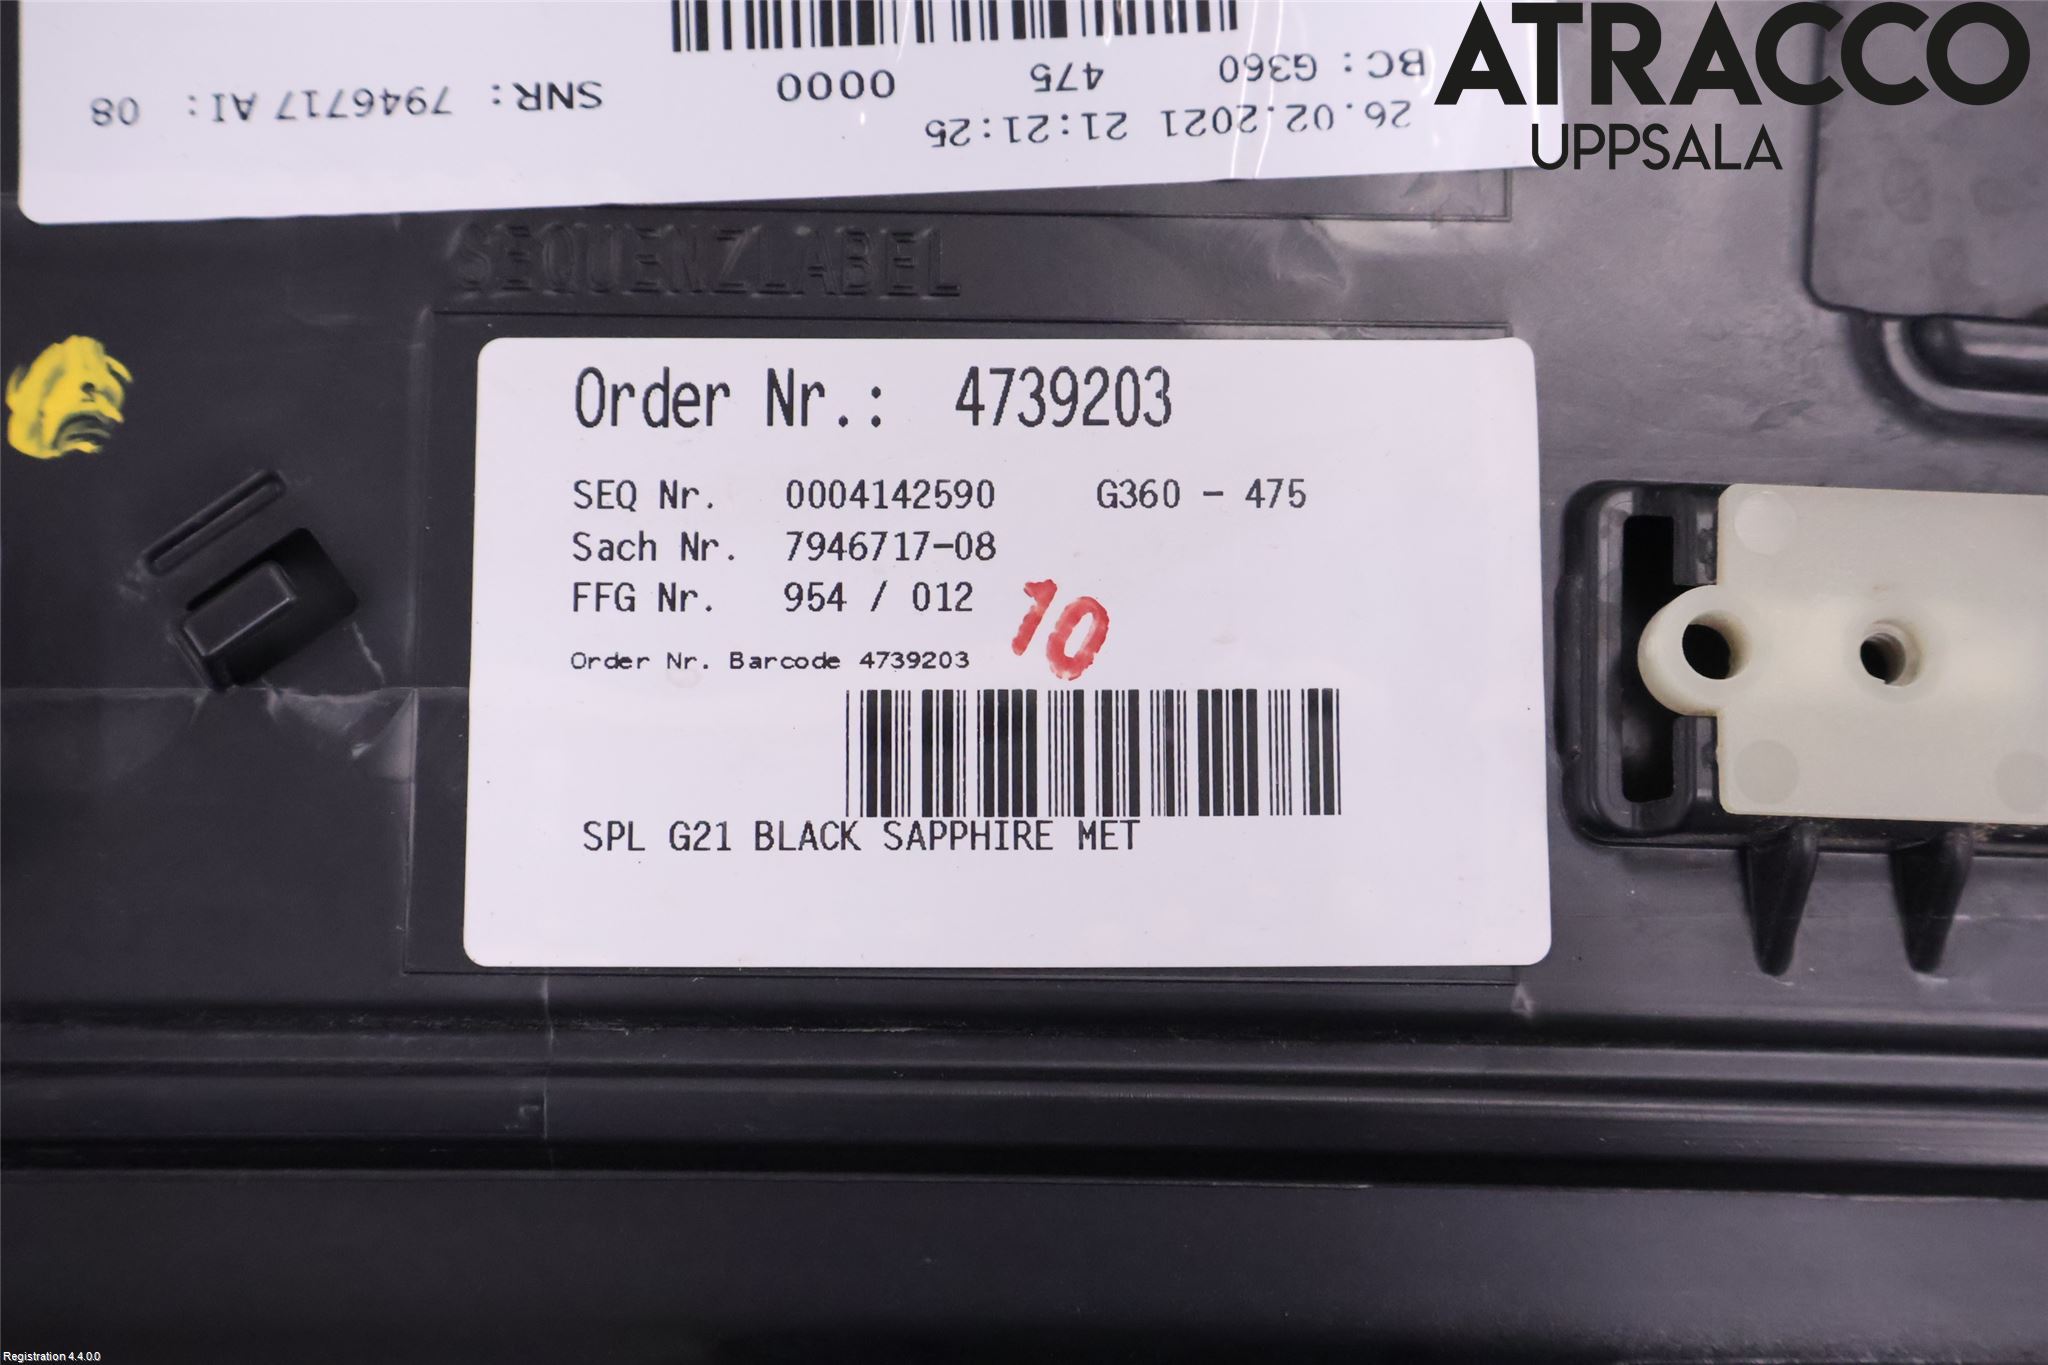 ATRACCO
UPPSALA
BC: G360 475 0000 SNR: 7946717 AI: 08
26.02.2021 21:21:25
SEQUENZLABEL
Order Nr.: 4739203
SEQ Nr. 0004142590 G360 - 475
Sach Nr. 7946717-08
FFG Nr. 954 / 012
10
Order Nr. Barcode 4739203
SPL G21 BLACK SAPPHIRE MET
Registration 4.4.0.0